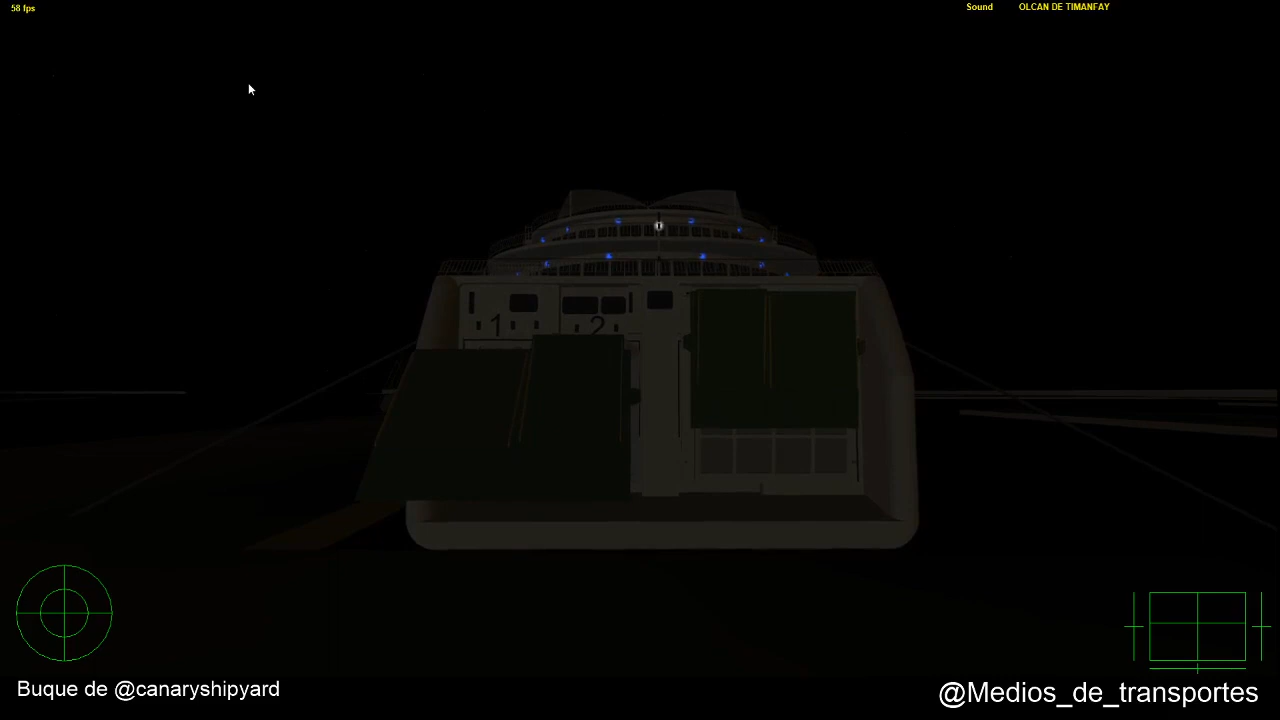 58 fps
Sound OLCAN DE TIMANFAY
1 2
Buque de @canaryshipyard
@Medios_de_transportes